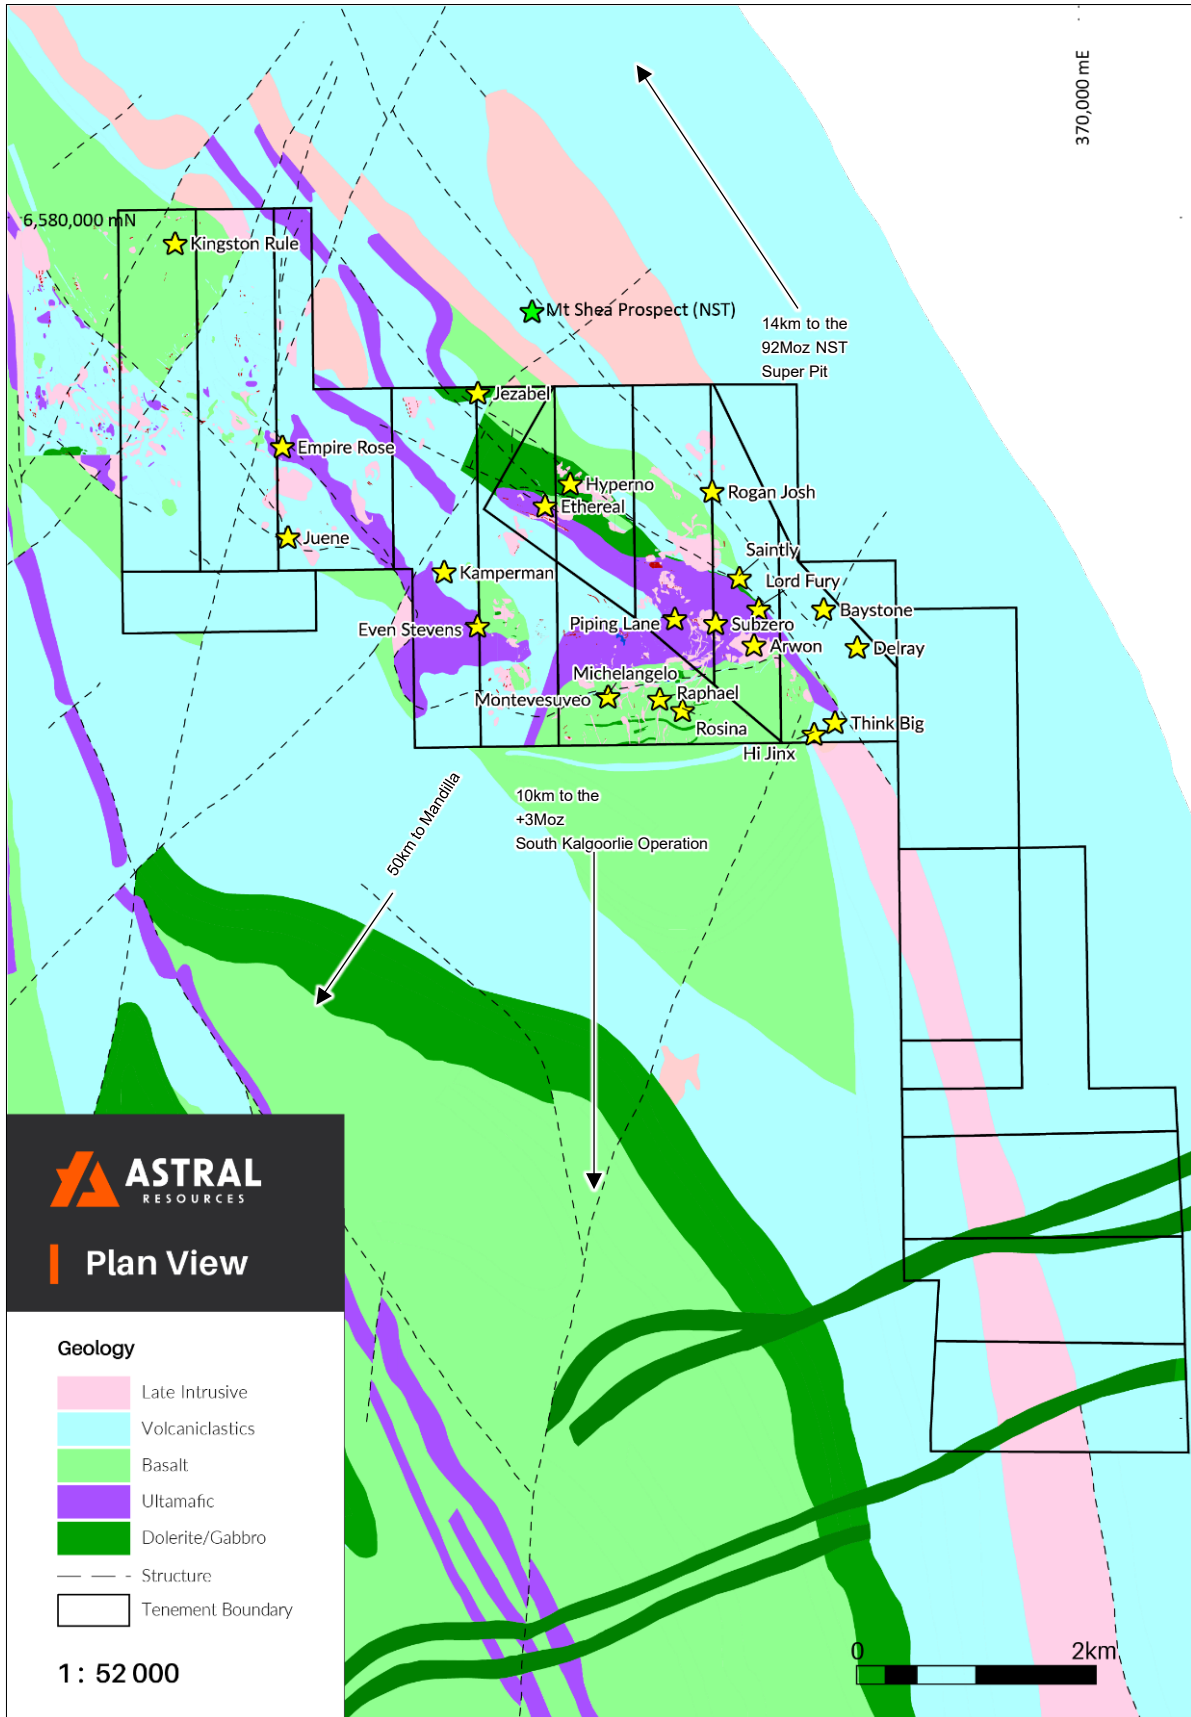 370,000 mE
6,580,000 mN
Kingston Rule
Mt Shea Prospect (NST)
14km to the
92Moz NST
Super Pit
Jezabel
Empire Rose
Hyperno
Rogan Josh
Ethereal
Juene
Saintly
Kamperman
Lord Fury
Baystone
Even Stevens
Piping Lane
Subzero
Arwon
Delray
Michelangelo
Montevesuveo
Raphael
Rosina
Think Big
Hi Jinx
50km to Mandilla
10km to the
+3Moz
South Kalgoorlie Operation
ASTRAL
RESOURCES
Plan View
Geology
Late Intrusive
Volcaniclastics
Basalt
Ultamafic
Dolerite/Gabbro
Structure
Tenement Boundary
1 : 52 000
0 2km